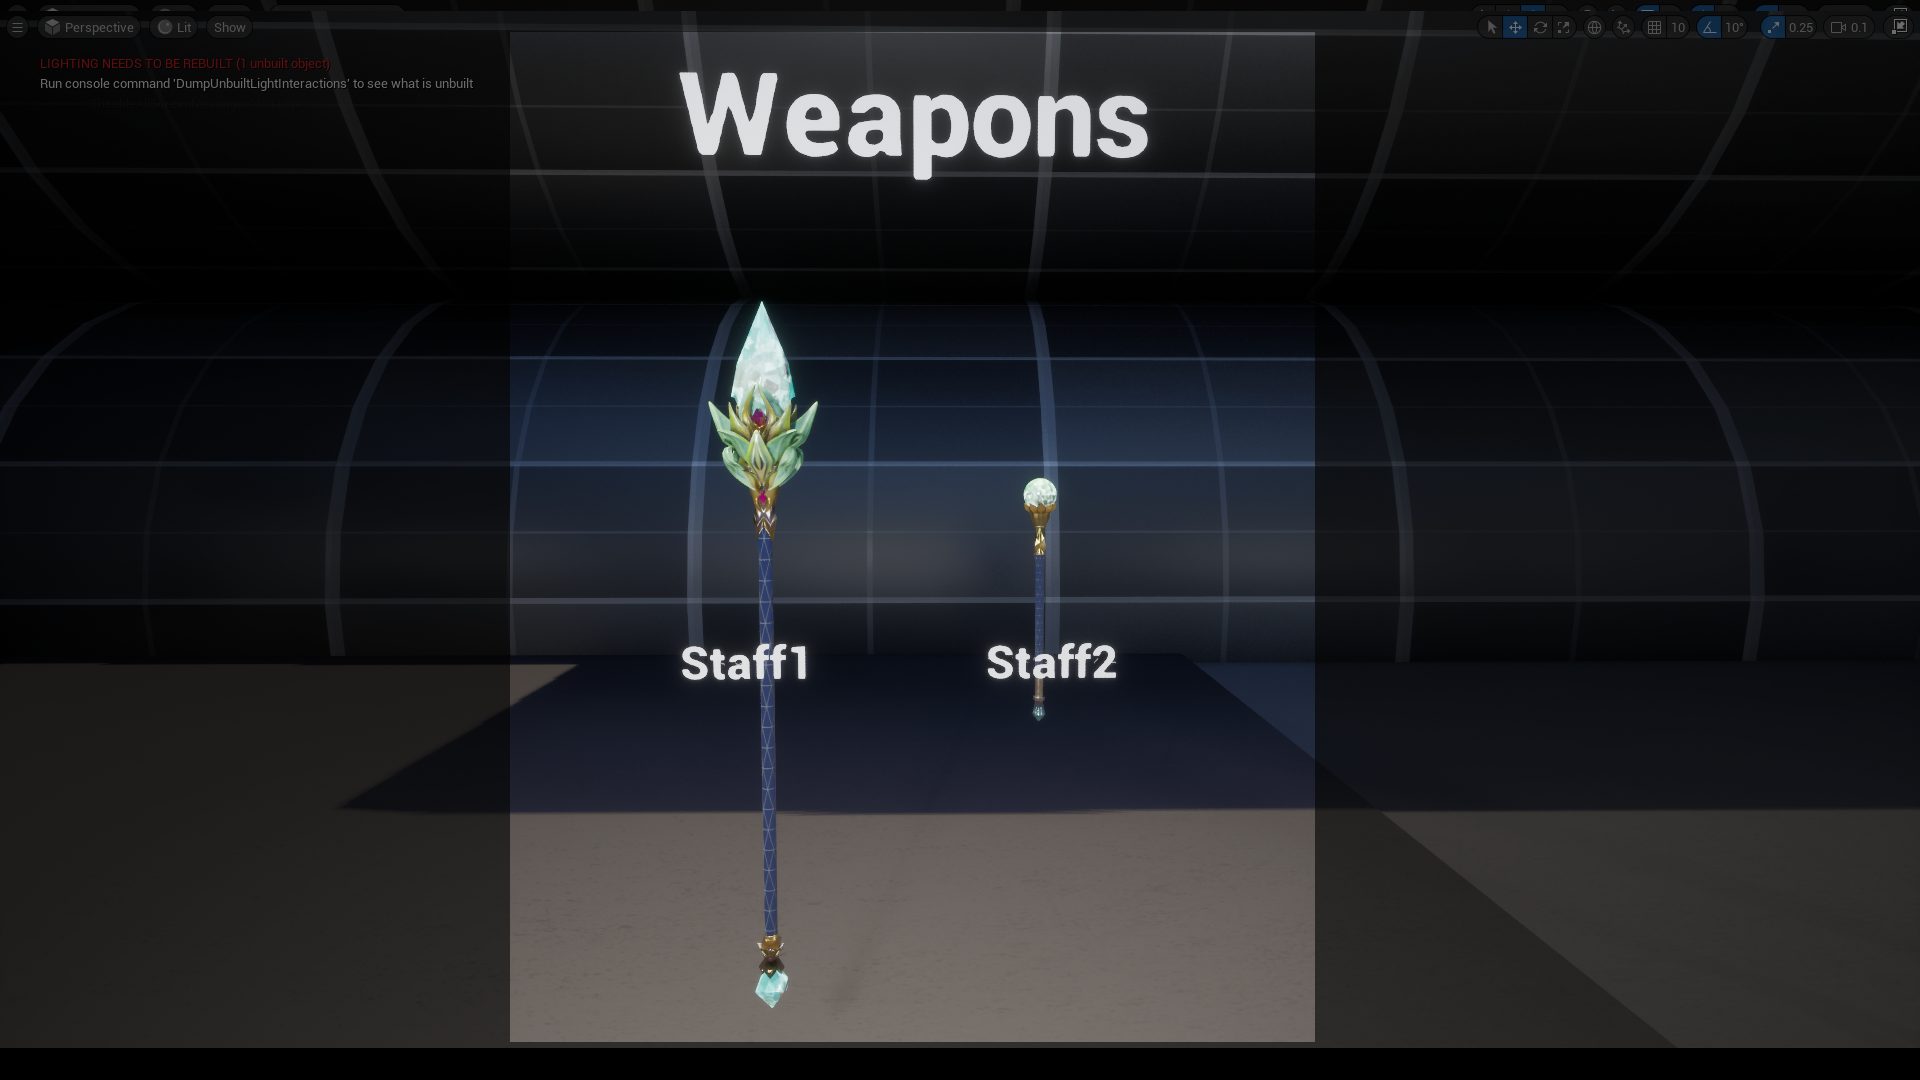 Perspective Lit Show 10 10° 0.25 0.1
LIGHTING NEEDS TO BE REBUILT (1 unbuilt object)
Run console command 'DumpUnbuiltLightInteractions' to see what is unbuilt
Weapons
Staff1 Staff2